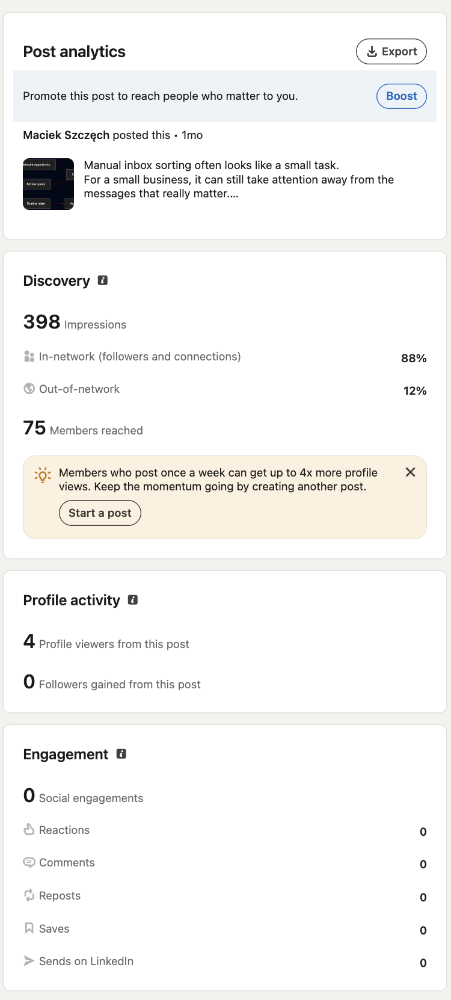 Post analytics
Export
Promote this post to reach people who matter to you.
Boost
Maciek Szczęch posted this • 1mo
elevant opportunity
Review queue
Routine noise
Manual inbox sorting often looks like a small task.
For a small business, it can still take attention away from the
messages that really matter....
Discovery
398 Impressions
In-network (followers and connections) 88%
Out-of-network 12%
75 Members reached
Members who post once a week can get up to 4x more profile
views. Keep the momentum going by creating another post.
Start a post
Profile activity
4 Profile viewers from this post
0 Followers gained from this post
Engagement
0 Social engagements
Reactions 0
Comments 0
Reposts 0
Saves 0
Sends on LinkedIn 0